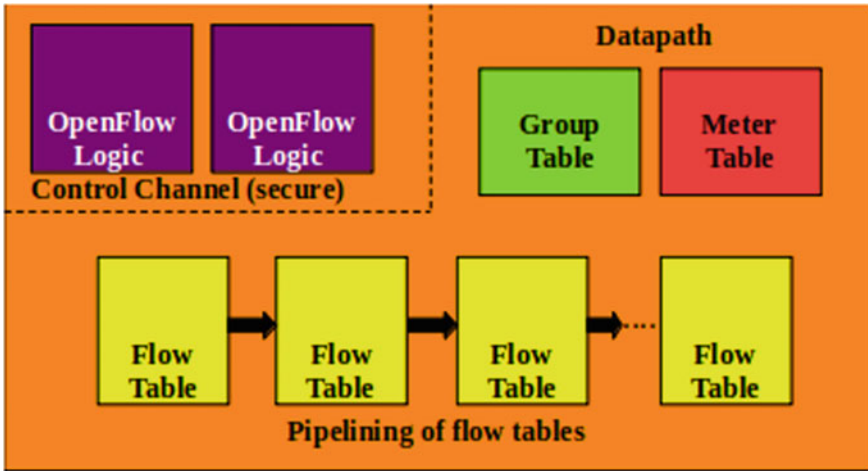 OpenFlow
Logic
OpenFlow
Logic
Control Channel (secure)
Datapath
Group
Table
Meter
Table
Flow
Table
Flow
Table
Flow
Table
Flow
Table
Pipelining of flow tables